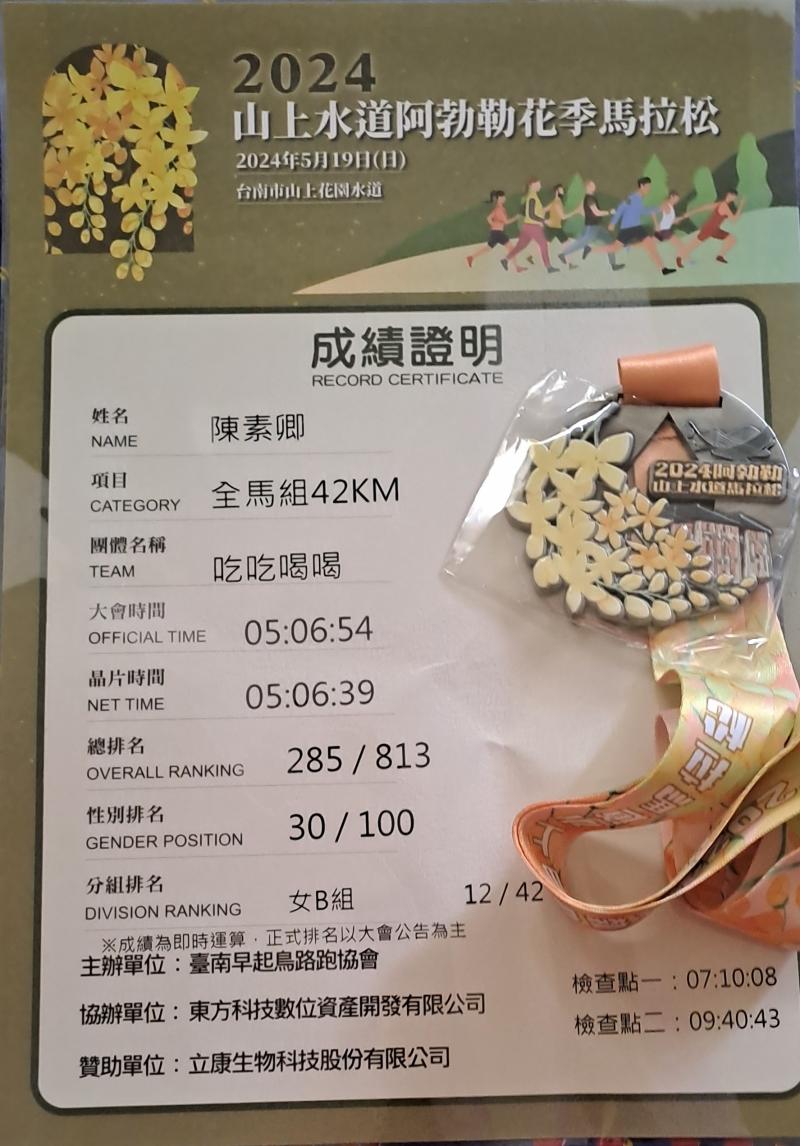 2024
山上水道阿勃勒花季馬拉松
2024年5月19日(日)
台南市山上花園水道
成績證明
RECORD CERTIFICATE
姓名
NAME
陳素卿
項目
CATEGORY
全馬組42KM
團體名稱
TEAM
吃吃喝喝
大會時間
OFFICIAL TIME
05:06:54
晶片時間
NET TIME
05:06:39
總排名
OVERALL RANKING
285 / 813
性別排名
GENDER POSITION
30 / 100
分組排名
DIVISION RANKING
女B組
12 / 42
※成績為即時運算,正式排名以大會公告為主
主辦單位：臺南早起鳥路跑協會
協辦單位：東方科技數位資產開發有限公司
贊助單位：立康生物科技股份有限公司
檢查點一：07:10:08
檢查點二：09:40:43
2024阿勃勒
山上水道馬拉松